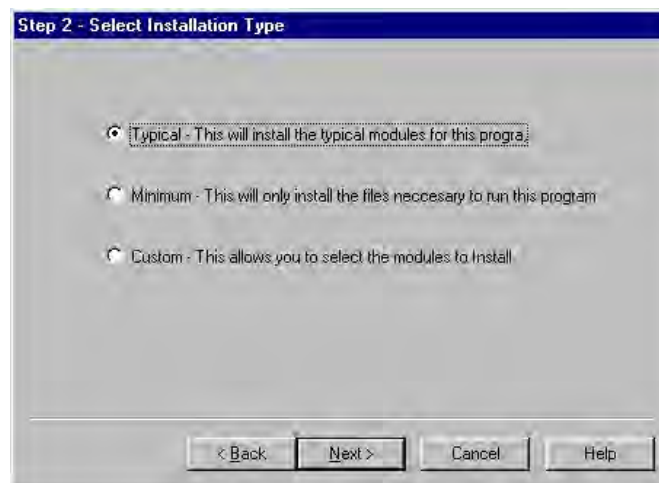 Step 2 - Select Installation Type
Typical - This will install the typical modules for this progra,
Minimum - This will only install the files neccesary to run this program
Custom - This allows you to select the modules to Install
< Back
Next >
Cancel
Help